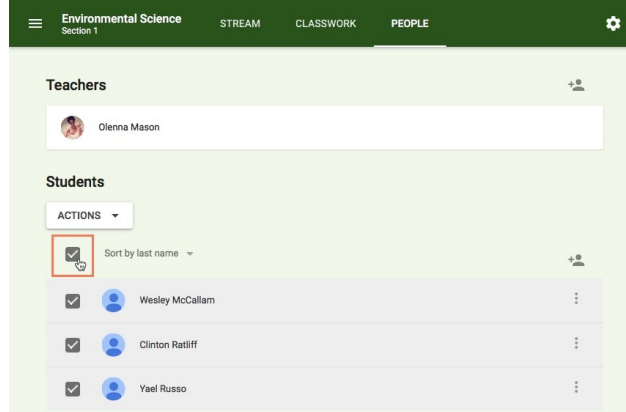 Environmental Science
Section 1
STREAM
CLASSWORK
PEOPLE
Teachers
Olenna Mason
Students
ACTIONS
Sort by last name
Wesley McCallam
Clinton Ratliff
Yael Russo